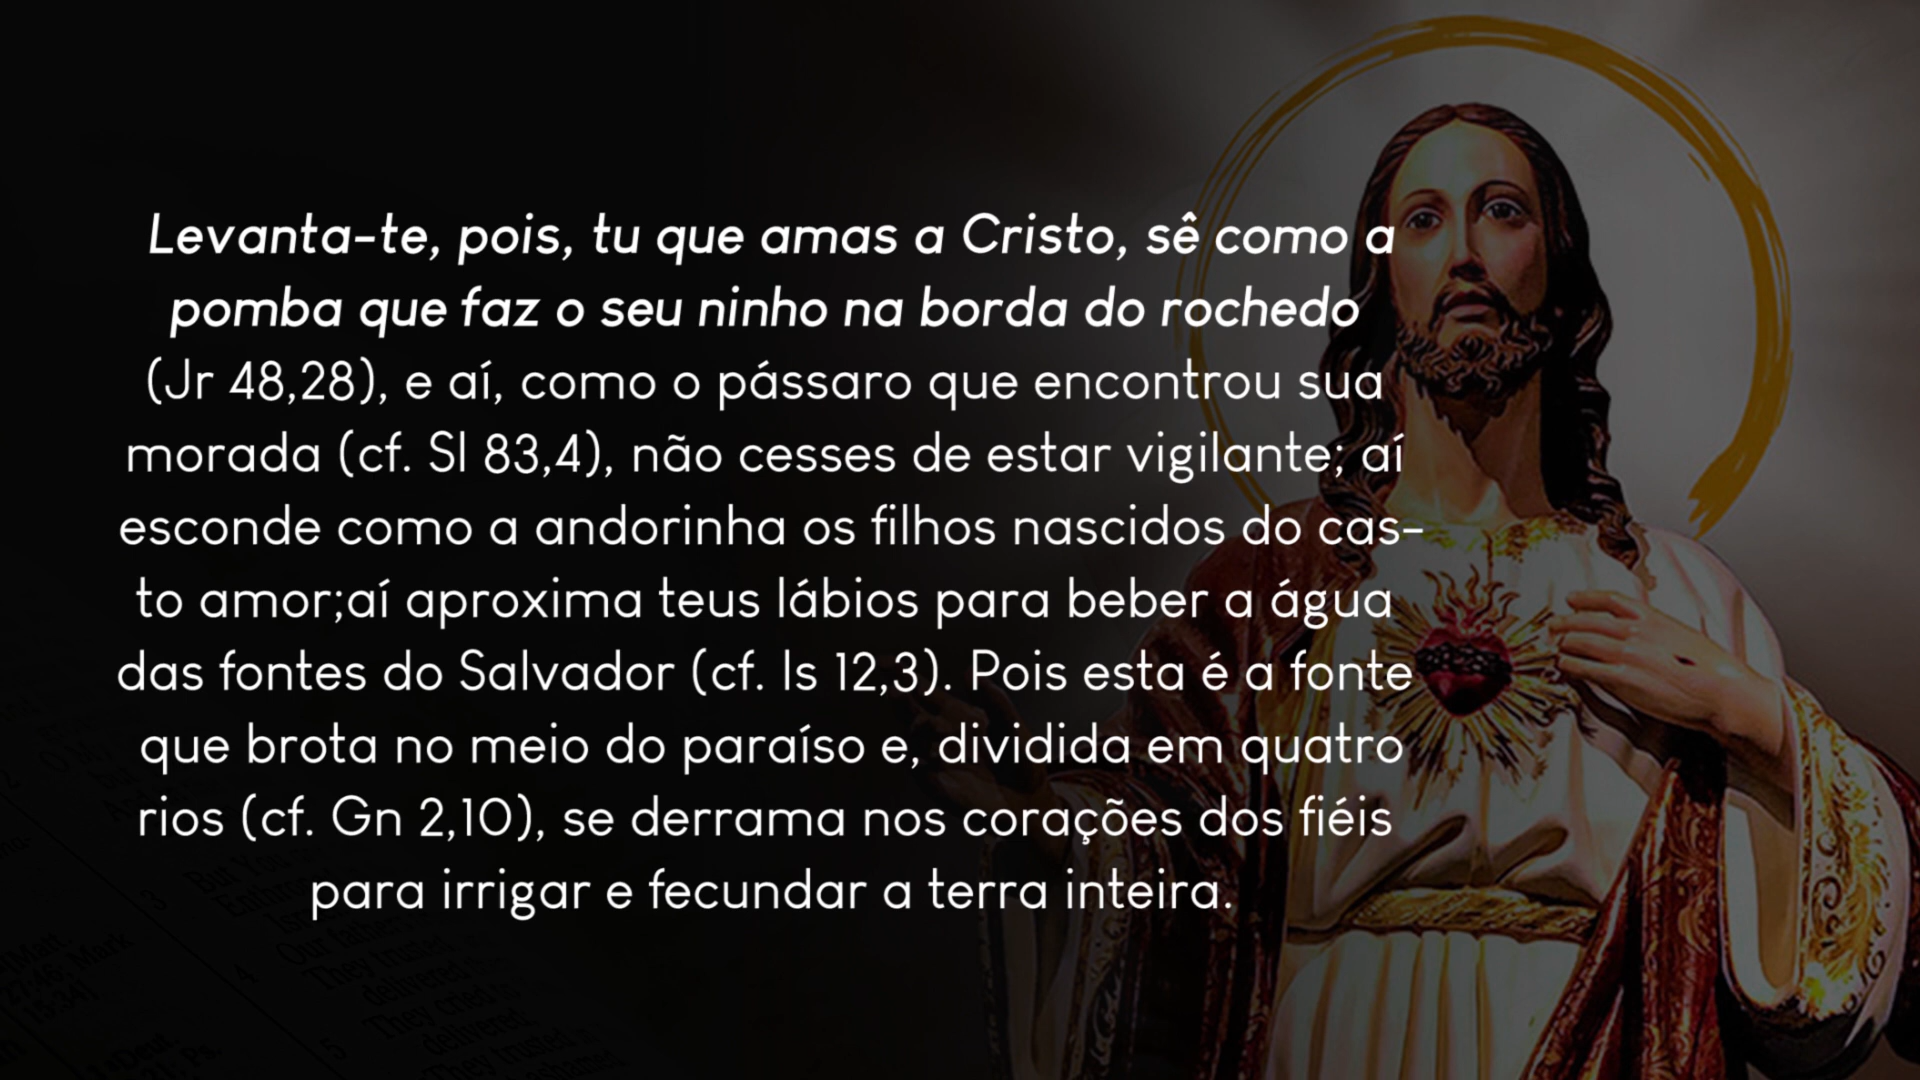 Levanta-te, pois, tu que amas a Cristo, sê como a
pomba que faz o seu ninho na borda do rochedo
(Jr 48,28), e aí, como o pássaro que encontrou sua
morada (cf. Sl 83,4), não cesses de estar vigilante; aí
esconde como a andorinha os filhos nascidos do cas-
to amor;aí aproxima teus lábios para beber a água
das fontes do Salvador (cf. Is 12,3). Pois esta é a fonte
que brota no meio do paraíso e, dividida em quatro
rios (cf. Gn 2,10), se derrama nos corações dos fiéis
para irrigar e fecundar a terra inteira.